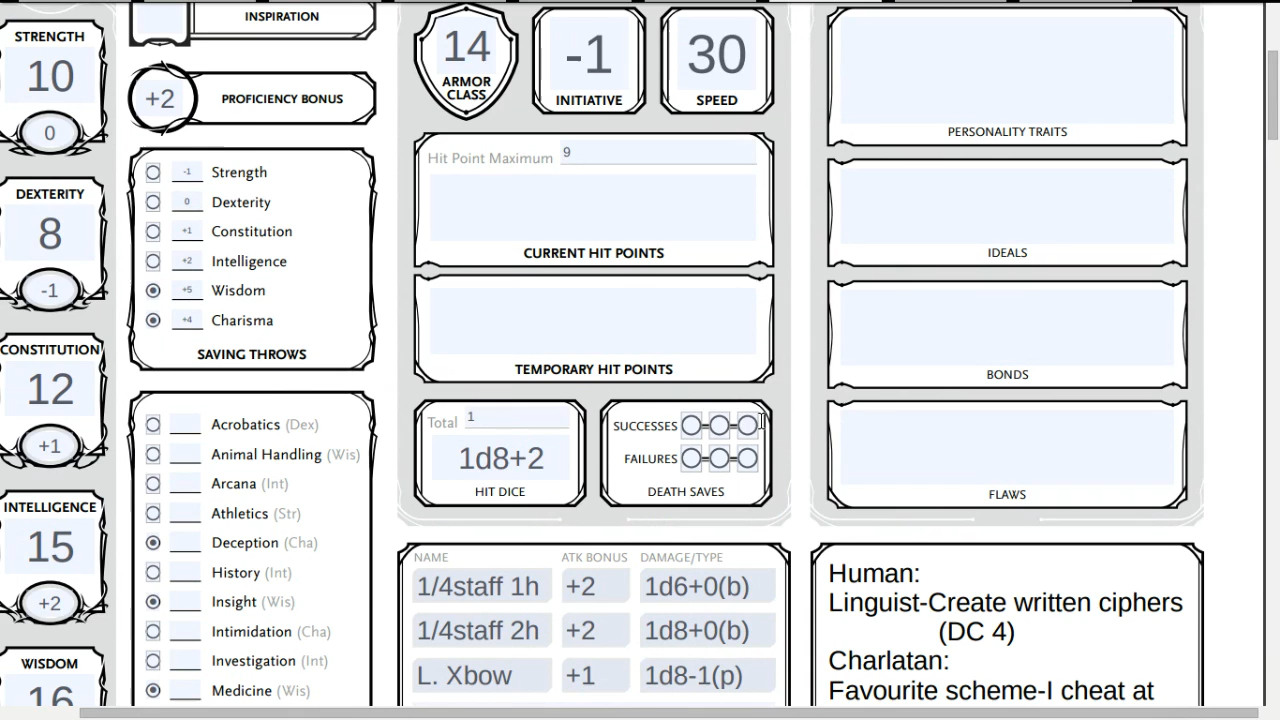 STRENGTH
10
0
DEXTERITY
8
-1
CONSTITUTION
12
+1
INTELLIGENCE
15
+2
WISDOM
16
INSPIRATION
+2 PROFICIENCY BONUS
-1 Strength
0 Dexterity
+1 Constitution
+2 Intelligence
+5 Wisdom
+4 Charisma
SAVING THROWS
Acrobatics (Dex)
Animal Handling (Wis)
Arcana (Int)
Athletics (Str)
Deception (Cha)
History (Int)
Insight (Wis)
Intimidation (Cha)
Investigation (Int)
Medicine (Wis)
14
ARMOR
CLASS
-1
INITIATIVE
30
SPEED
Hit Point Maximum 9
CURRENT HIT POINTS
TEMPORARY HIT POINTS
Total 1
1d8+2
HIT DICE
SUCCESSES
FAILURES
DEATH SAVES
NAME ATK BONUS DAMAGE/TYPE
1/4staff 1h +2 1d6+0(b)
1/4staff 2h +2 1d8+0(b)
L. Xbow +1 1d8-1(p)
PERSONALITY TRAITS
IDEALS
BONDS
FLAWS
Human:
Linguist-Create written ciphers
(DC 4)
Charlatan:
Favourite scheme-I cheat at